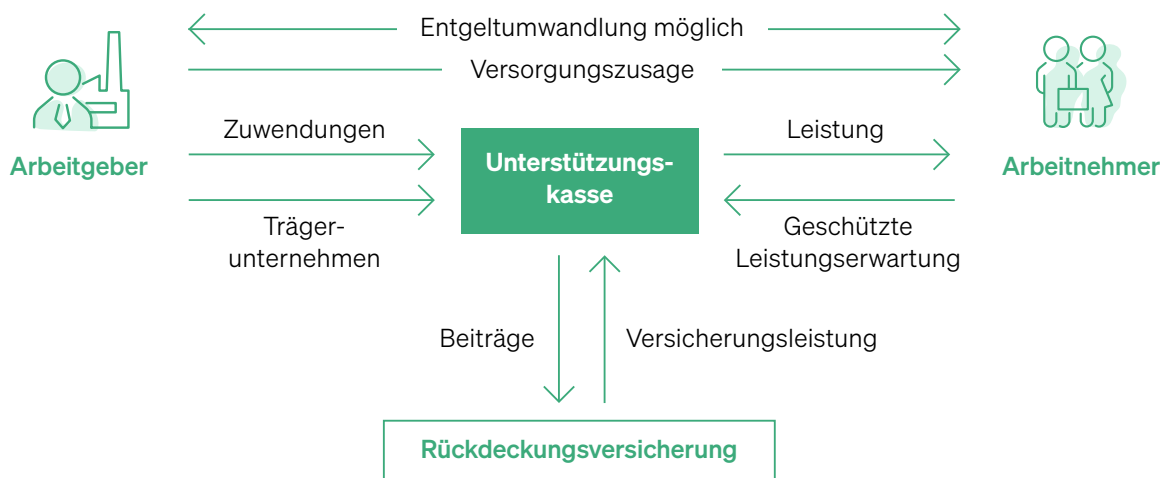 Entgeltumwandlung möglich
Versorgungszusage
Arbeitgeber
Zuwendungen
Träger-
unternehmen
Unterstützungs-
kasse
Leistung
Geschützte
Leistungserwartung
Arbeitnehmer
Beiträge
Versicherungsleistung
Rückdeckungsversicherung